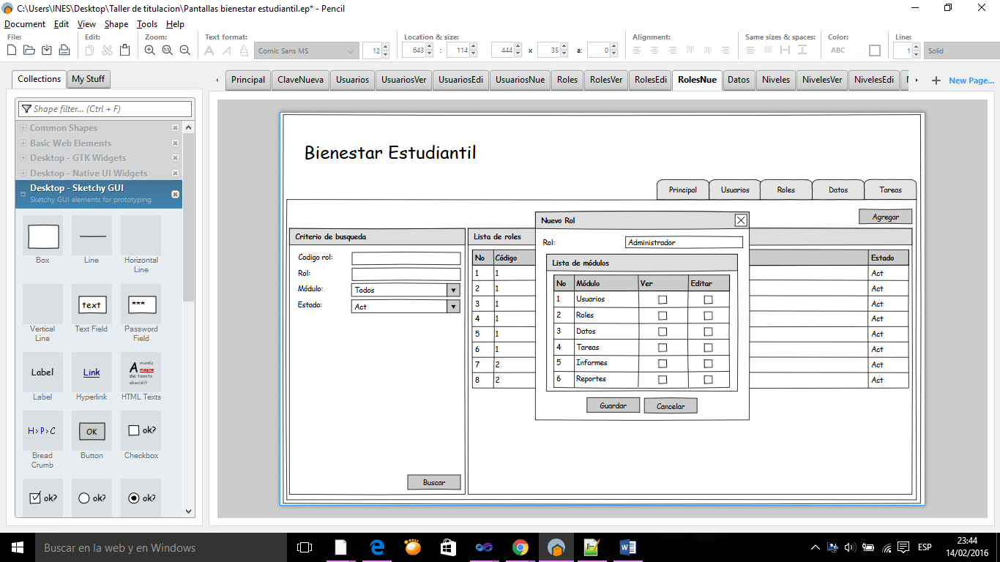 C:\Users\INES\Desktop\Taller de titulacion\Pantallas bienestar estudiantil.ep* - Pencil
Document Edit View Shape Tools Help
File: Edit: Zoom: Text format: Location & size: Alignment: Same sizes & spaces: Color: Line:
1:1 Comic Sans MS 12 643 : 114 444 x 35 a: 0 ABC 1 Solid
Collections My Stuff
Principal ClaveNueva Usuarios UsuariosVer UsuariosEdi UsuariosNue Roles RolesVer RolesEdi RolesNue Datos Niveles NivelesVer NivelesEdi New Page...
Shape filter... (Ctrl + F)
Common Shapes
Basic Web Elements
Desktop - GTK Widgets
Desktop - Native UI Widgets
Desktop - Sketchy GUI
Sketchy GUI elements for prototyping
Box Line Horizontal Line
text ***
Vertical Line Text Field Password Field
Label Link A mundu imagine dei tannito abucidit
Label Hyperlink HTML Texts
H>P>C OK ok?
Bread Crumb Button Checkbox
ok? ok? ok?
Bienestar Estudiantil
Principal Usuarios Roles Datos Tareas
Agregar
Criterio de busqueda
Codigo rol:
Rol:
Módulo: Todos
Estado: Act
Buscar
Lista de roles
No Código Estado
1 1 Act
2 1 Act
3 1 Act
4 1 Act
5 1 Act
6 1 Act
7 2 Act
8 2 Act
Nuevo Rol
Rol: Administrador
Lista de módulos
No Módulo Ver Editar
1 Usuarios
2 Roles
3 Datos
4 Tareas
5 Informes
6 Reportes
Guardar Cancelar
Buscar en la web y en Windows
ESP
23:44
14/02/2016